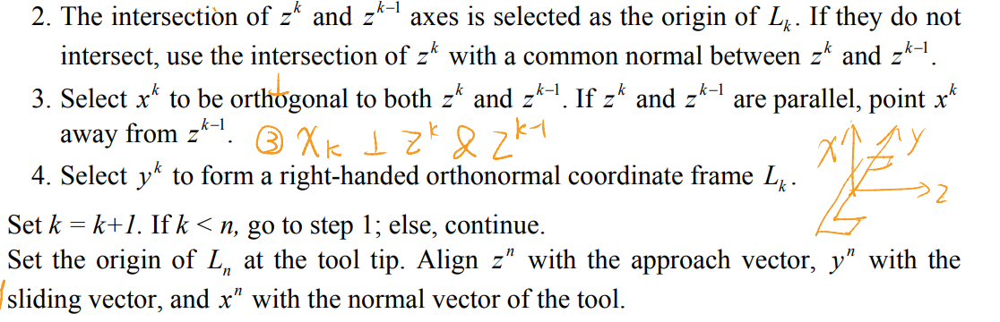 2. The intersection of z^k and z^{k-1} axes is selected as the origin of L_k. If they do not
intersect, use the intersection of z^k with a common normal between z^k and z^{k-1}.
3. Select x^k to be orthogonal to both z^k and z^{k-1}. If z^k and z^{k-1} are parallel, point x^k
away from z^{k-1}. ③ X_k ⊥ z^k & z^{k-1}
X y
4. Select y^k to form a right-handed orthonormal coordinate frame L_k.
z
Set k = k+1. If k < n, go to step 1; else, continue.
Set the origin of L_n at the tool tip. Align z^n with the approach vector, y^n with the
sliding vector, and x^n with the normal vector of the tool.